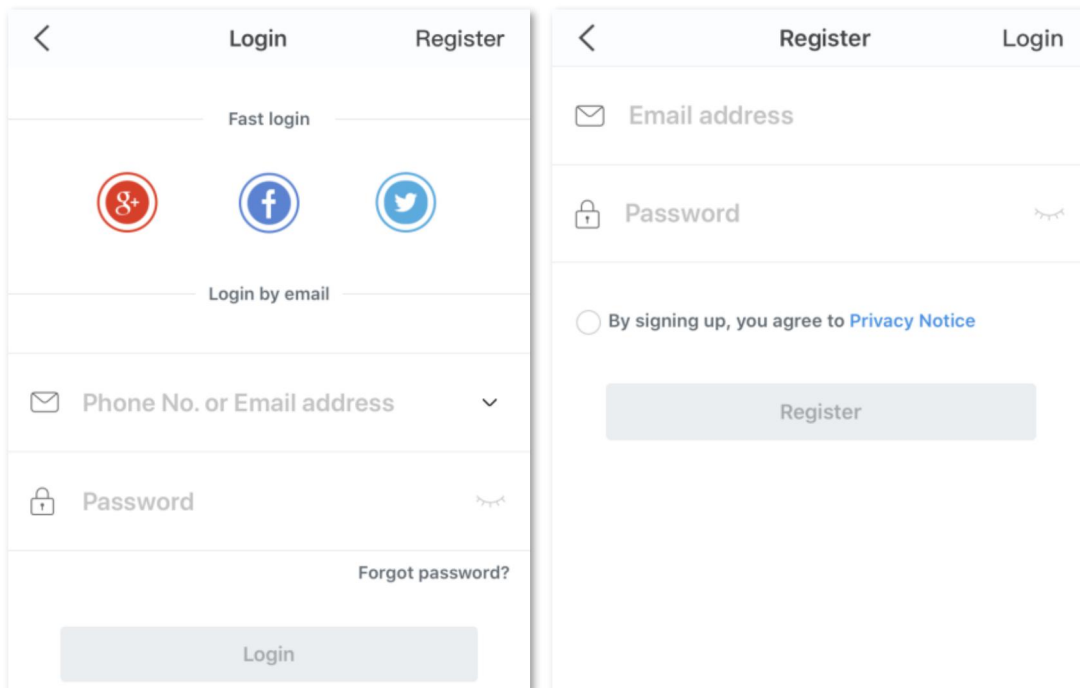 Login Register
Fast login
g+ f
Login by email
Phone No. or Email address
Password
Forgot password?
Login
Register Login
Email address
Password
By signing up, you agree to Privacy Notice
Register